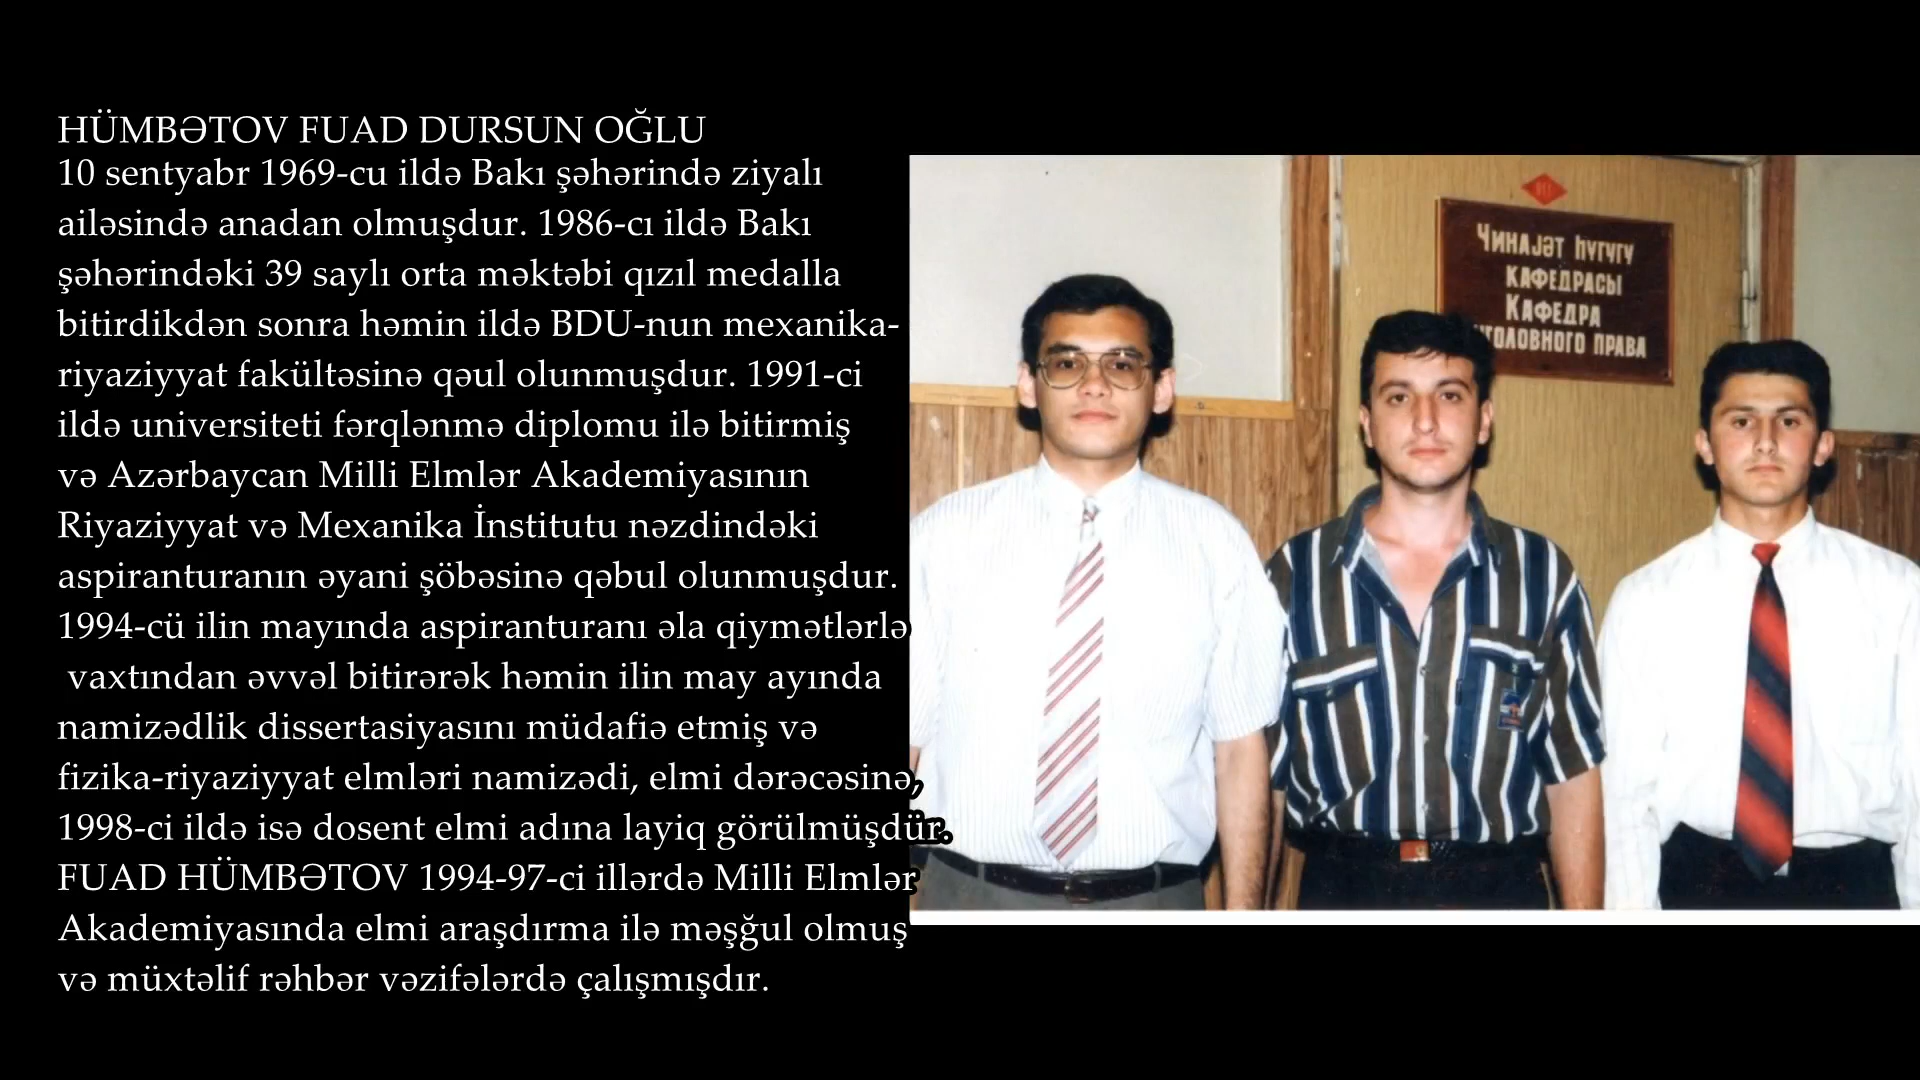 HÜMBƏTOV FUAD DURSUN OĞLU
10 sentyabr 1969-cu ildə Bakı şəhərində ziyalı
ailəsində anadan olmuşdur. 1986-cı ildə Bakı
şəhərindəki 39 saylı orta məktəbi qızıl medalla
bitirdikdən sonra həmin ildə BDU-nun mexanika-
riyaziyyat fakültəsinə qəul olunmuşdur. 1991-ci
ildə universiteti fərqlənmə diplomu ilə bitirmiş
və Azərbaycan Milli Elmlər Akademiyasının
Riyaziyyat və Mexanika İnstitutu nəzdindəki
aspiranturanın əyani şöbəsinə qəbul olunmuşdur.
1994-cü ilin mayında aspiranturanı əla qiymətlərlə
vaxtından əvvəl bitirərək həmin ilin may ayında
namizədlik dissertasiyasını müdafiə etmiş və
fizika-riyaziyyat elmləri namizədi, elmi dərəcəsinə,
1998-ci ildə isə dosent elmi adına layiq görülmüşdür.
FUAD HÜMBƏTOV 1994-97-ci illərdə Milli Elmlər
Akademiyasında elmi araşdırma ilə məşğul olmuş
və müxtəlif rəhbər vəzifələrdə çalışmışdır.
Чинајәт һүгугу
кафедрасы
Кафедра
уголовного права